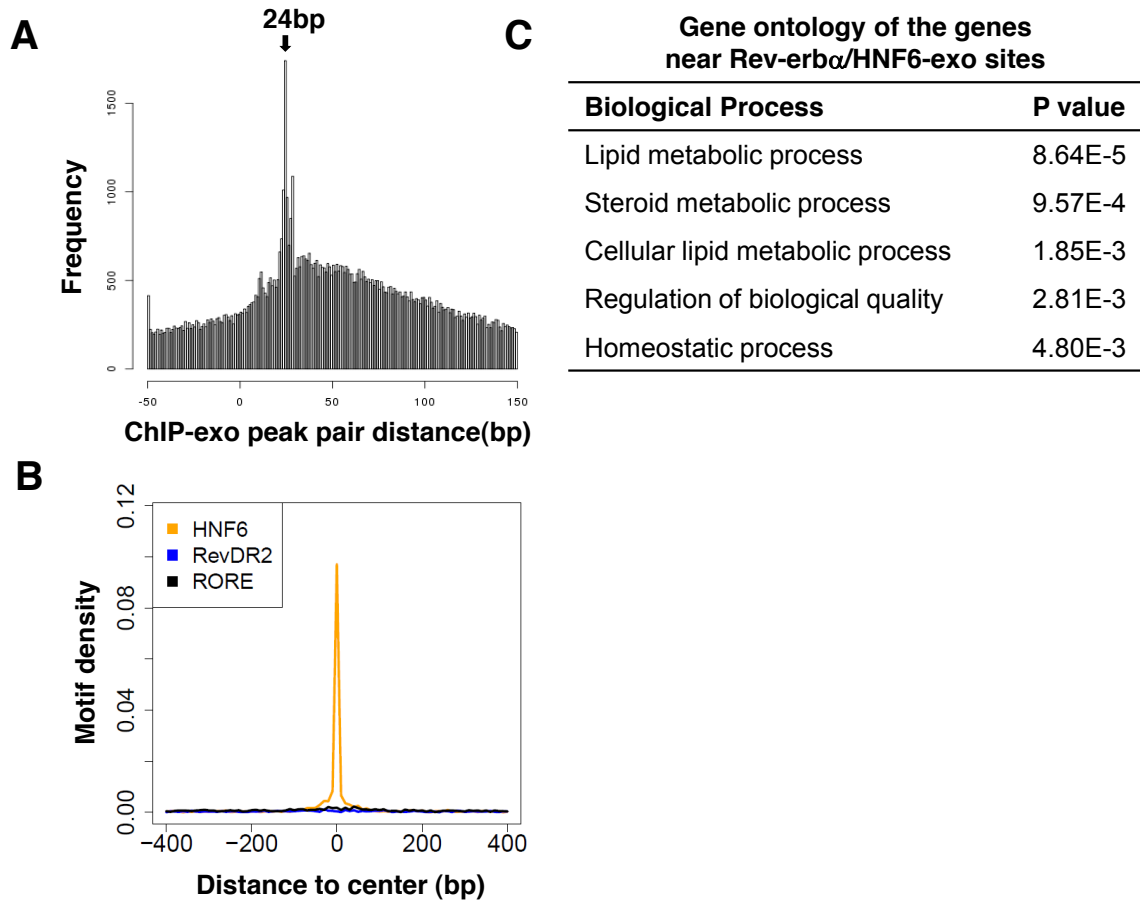 A
24bp
Frequency
1500
1000
500
0
-50
0
50
100
150
ChIP-exo peak pair distance(bp)
B
HNF6
RevDR2
RORE
Motif density
0.12
0.08
0.04
0.00
−400
−200
0
200
400
Distance to center (bp)
C
Gene ontology of the genes
near Rev-erbα/HNF6-exo sites
Biological Process P value
Lipid metabolic process 8.64E-5
Steroid metabolic process 9.57E-4
Cellular lipid metabolic process 1.85E-3
Regulation of biological quality 2.81E-3
Homeostatic process 4.80E-3